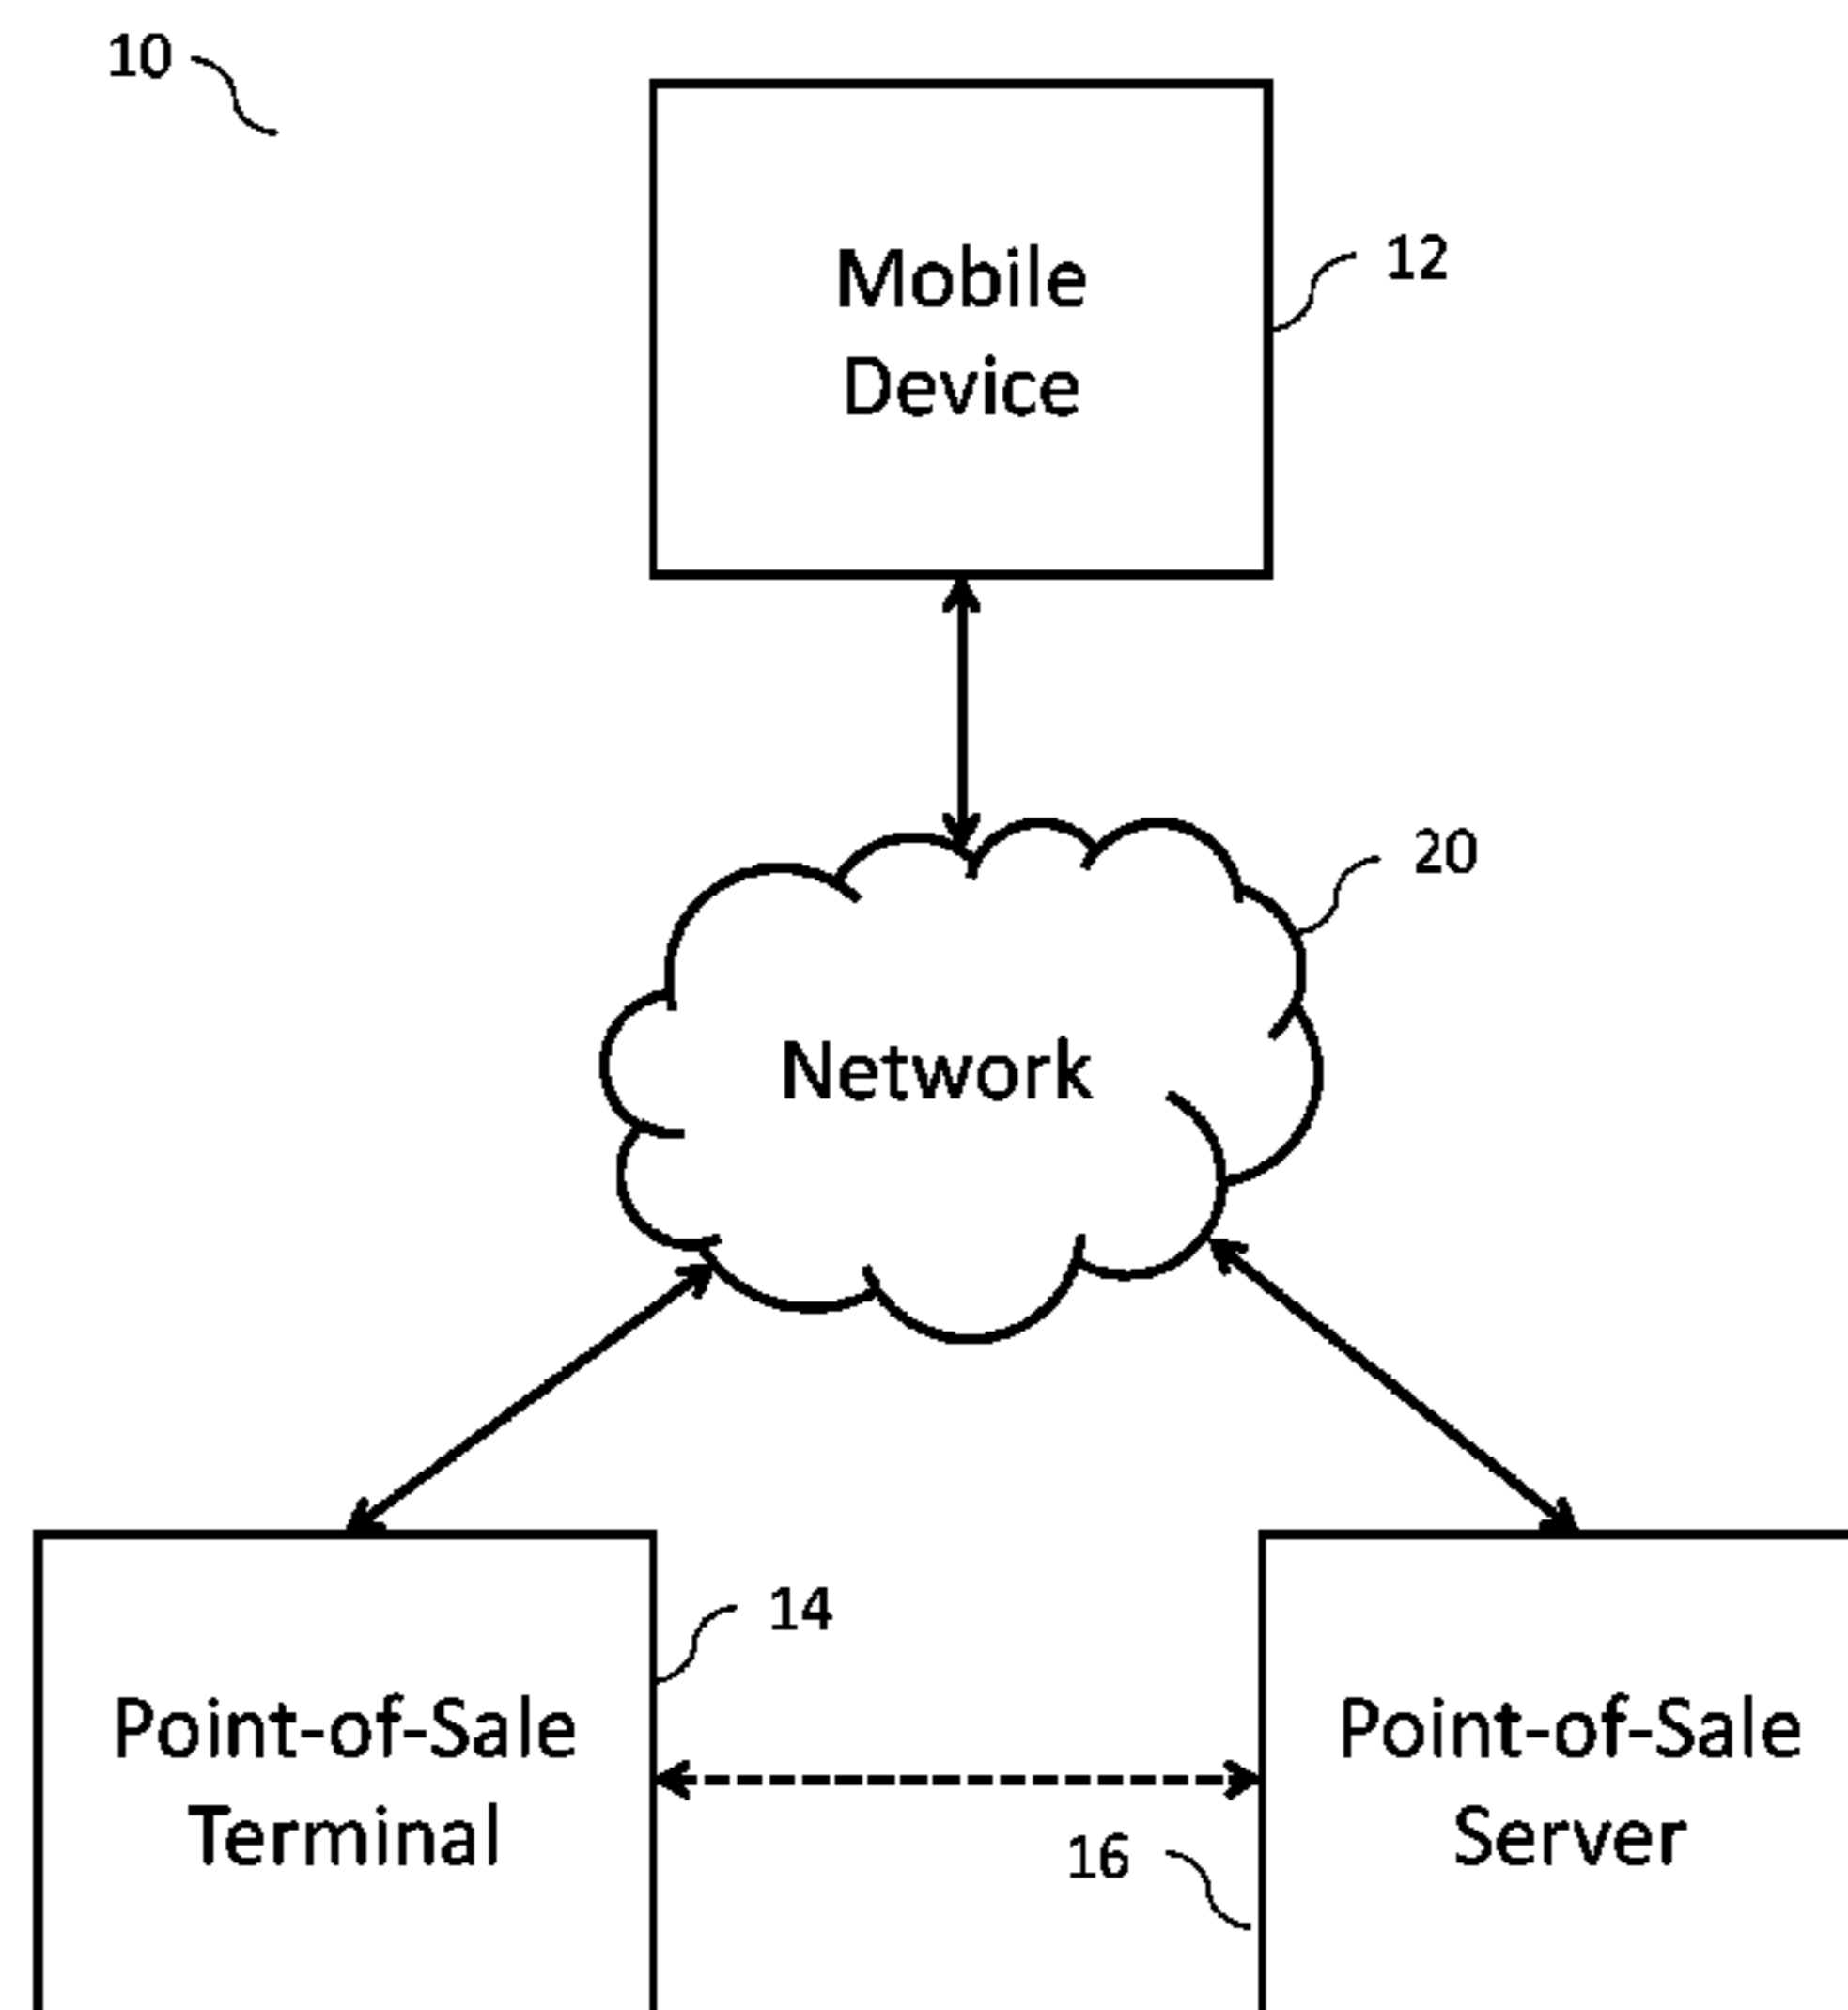 10
Mobile
Device
12
20
Network
14
Point-of-Sale
Terminal
Point-of-Sale
Server
16